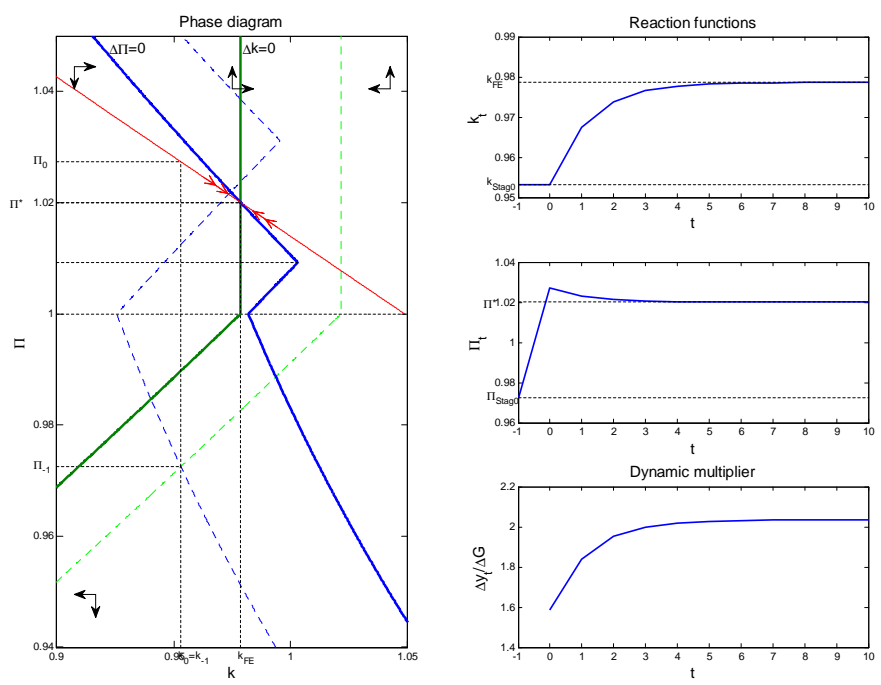 Phase diagram
ΔΠ=0
Δk=0
1.04
Π0
Π*
1.02
1
Π
0.98
Π-1
0.96
0.94
0.9
0.95
k0=k-1
kFE
1
1.05
k
Reaction functions
0.99
kFE
0.98
0.97
kt
0.96
kStag0
0.95
-1 0 1 2 3 4 5 6 7 8 9 10
t
1.04
Π*
1.02
1
Πt
0.98
ΠStag0
0.96
-1 0 1 2 3 4 5 6 7 8 9 10
t
Dynamic multiplier
2.2
2
Δyt/ΔG
1.8
1.6
1.4
-1 0 1 2 3 4 5 6 7 8 9 10
t